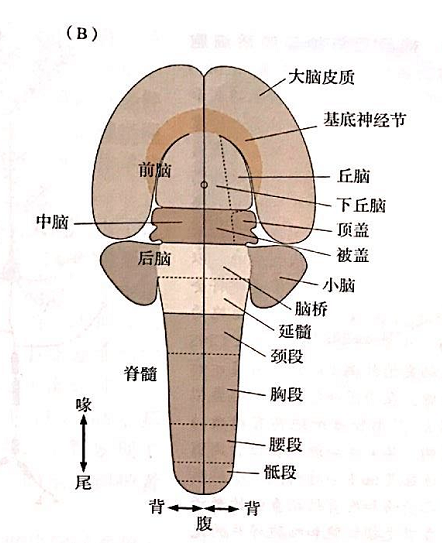 (B)
大脑皮质
基底神经节
前脑
丘脑
下丘脑
中脑
顶盖
被盖
后脑
小脑
脑桥
延髓
颈段
脊髓
胸段
喙
腰段
尾
骶段
背
背
腹